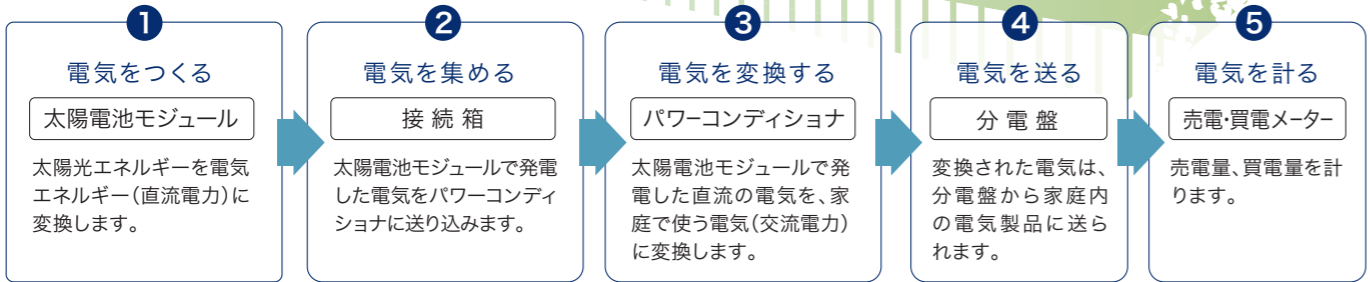 1
電気をつくる
太陽電池モジュール
太陽光エネルギーを電気
エネルギー(直流電力)に
変換します。
2
電気を集める
接続箱
太陽電池モジュールで発電
した電気をパワーコンディ
ショナに送り込みます。
3
電気を変換する
パワーコンディショナ
太陽電池モジュールで発
電した直流の電気を、家
庭で使う電気(交流電力)
に変換します。
4
電気を送る
分電盤
変換された電気は、
分電盤から家庭内
の電気製品に送ら
れます。
5
電気を計る
売電・買電メーター
売電量、買電量を計
ります。